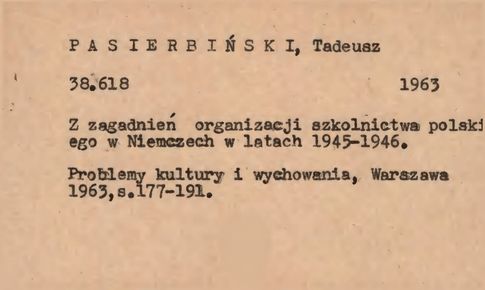 P A S I E R B I Ń S K I, Tadeusz
38.618 1963
Z zagadnień organizacji szkolnictwa polski
ego w Niemczech w latach 1945-1946.
Problemy kultury i wychowania, Warszawa
1963,s.177-191.